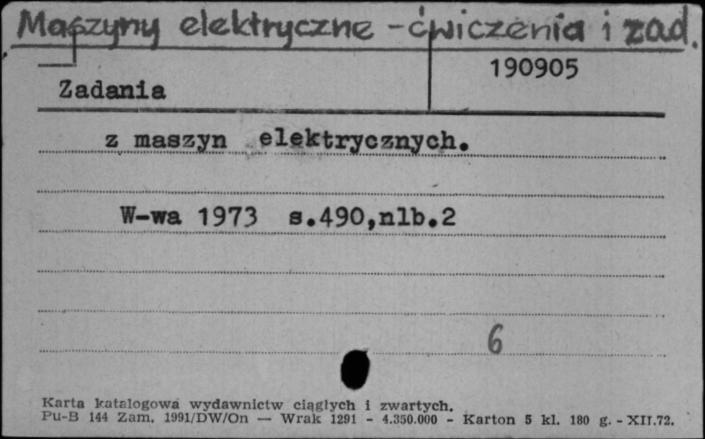 Maszyny elektryczne - ćwiczenia i zad.
190905
Zadania
z maszyn elektrycznych.
W-wa 1973 s.490,nlb.2
6
Karta katalogowa wydawnictw ciągłych i zwartych.
Pu-B 144 Zam. 1991/DW/On — Wrak 1291 - 4.350.000 - Karton 5 kl. 180 g. - XII.72.